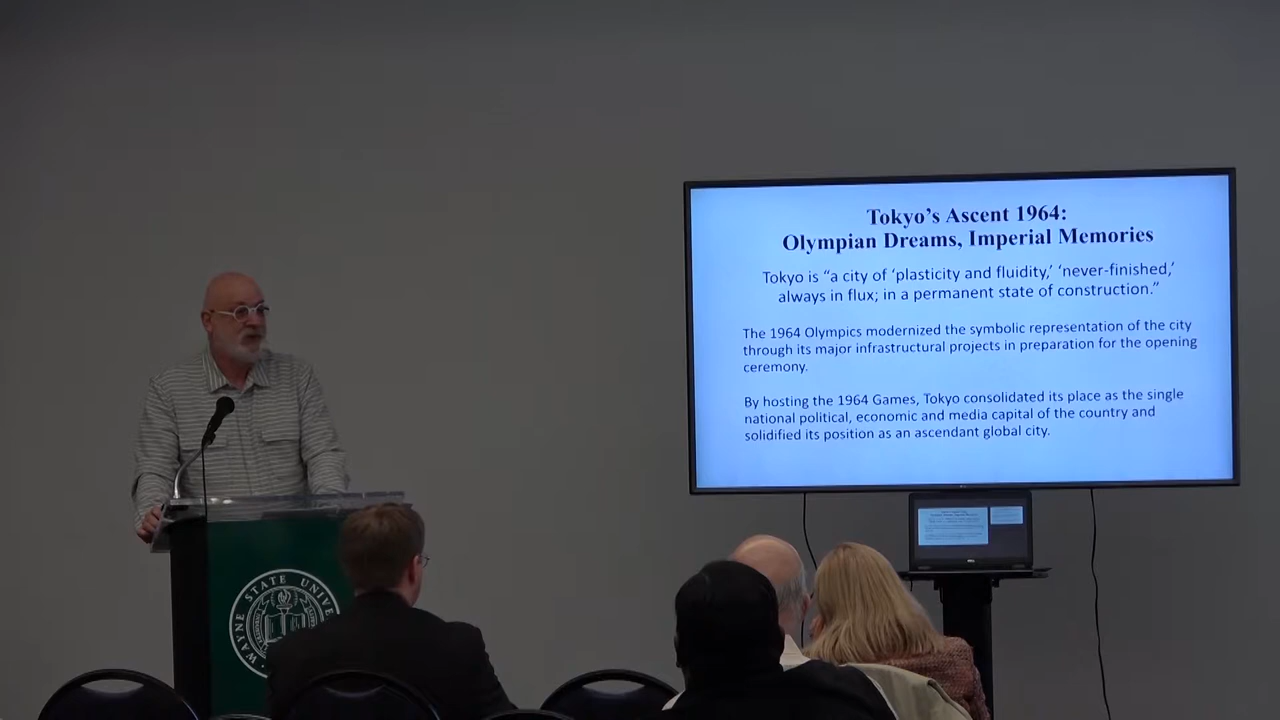 Tokyo's Ascent 1964:
Olympian Dreams, Imperial Memories
Tokyo is “a city of ‘plasticity and fluidity,’ ‘never-finished,’
always in flux; in a permanent state of construction.”
The 1964 Olympics modernized the symbolic representation of the city
through its major infrastructural projects in preparation for the opening
ceremony.
By hosting the 1964 Games, Tokyo consolidated its place as the single
national political, economic and media capital of the country and
solidified its position as an ascendant global city.
WAYNE STATE UNIVE
DELL